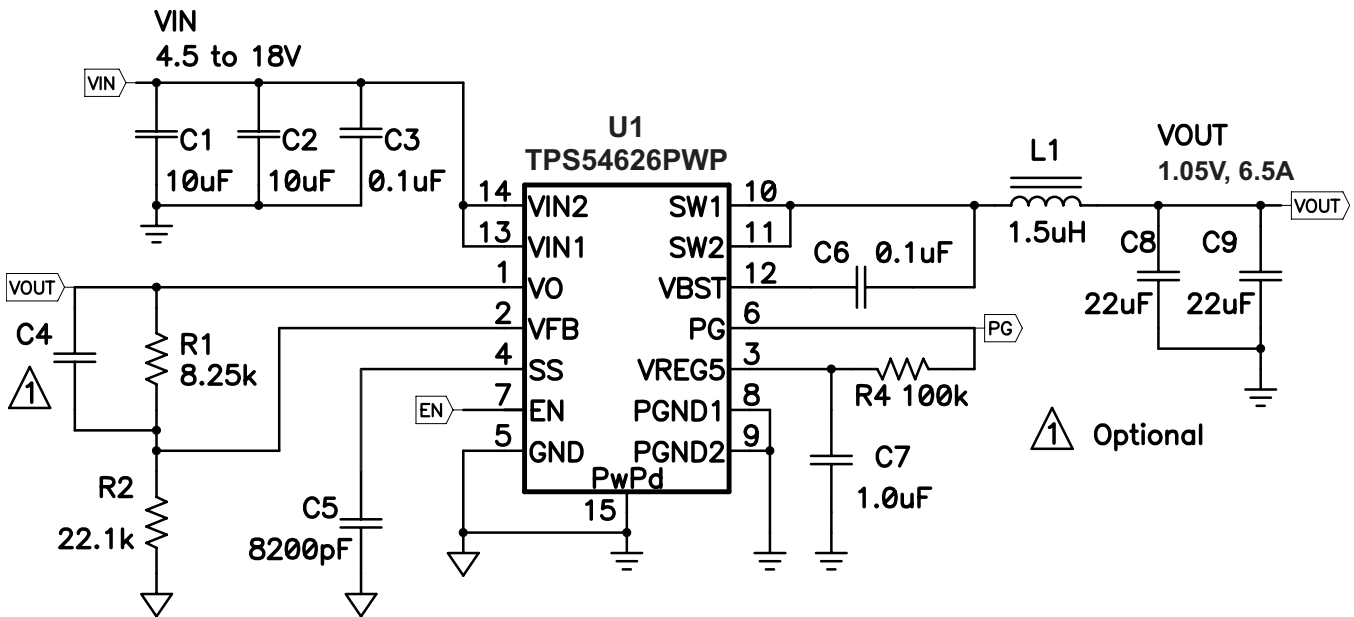 VIN
4.5 to 18V
VIN
C1
10uF
C2
10uF
C3
0.1uF
U1
TPS54626PWP
14
VIN2
13
VIN1
1
VO
2
VFB
4
SS
7
EN
5
GND
SW1
10
SW2
11
VBST
12
PG
6
VREG5
3
PGND1
8
PGND2
9
PwPd
15
VOUT
C4
1
R1
8.25k
R2
22.1k
EN
C5
8200pF
C6
0.1uF
L1
1.5uH
VOUT
1.05V, 6.5A
VOUT
C8
22uF
C9
22uF
PG
R4 100k
C7
1.0uF
1
Optional